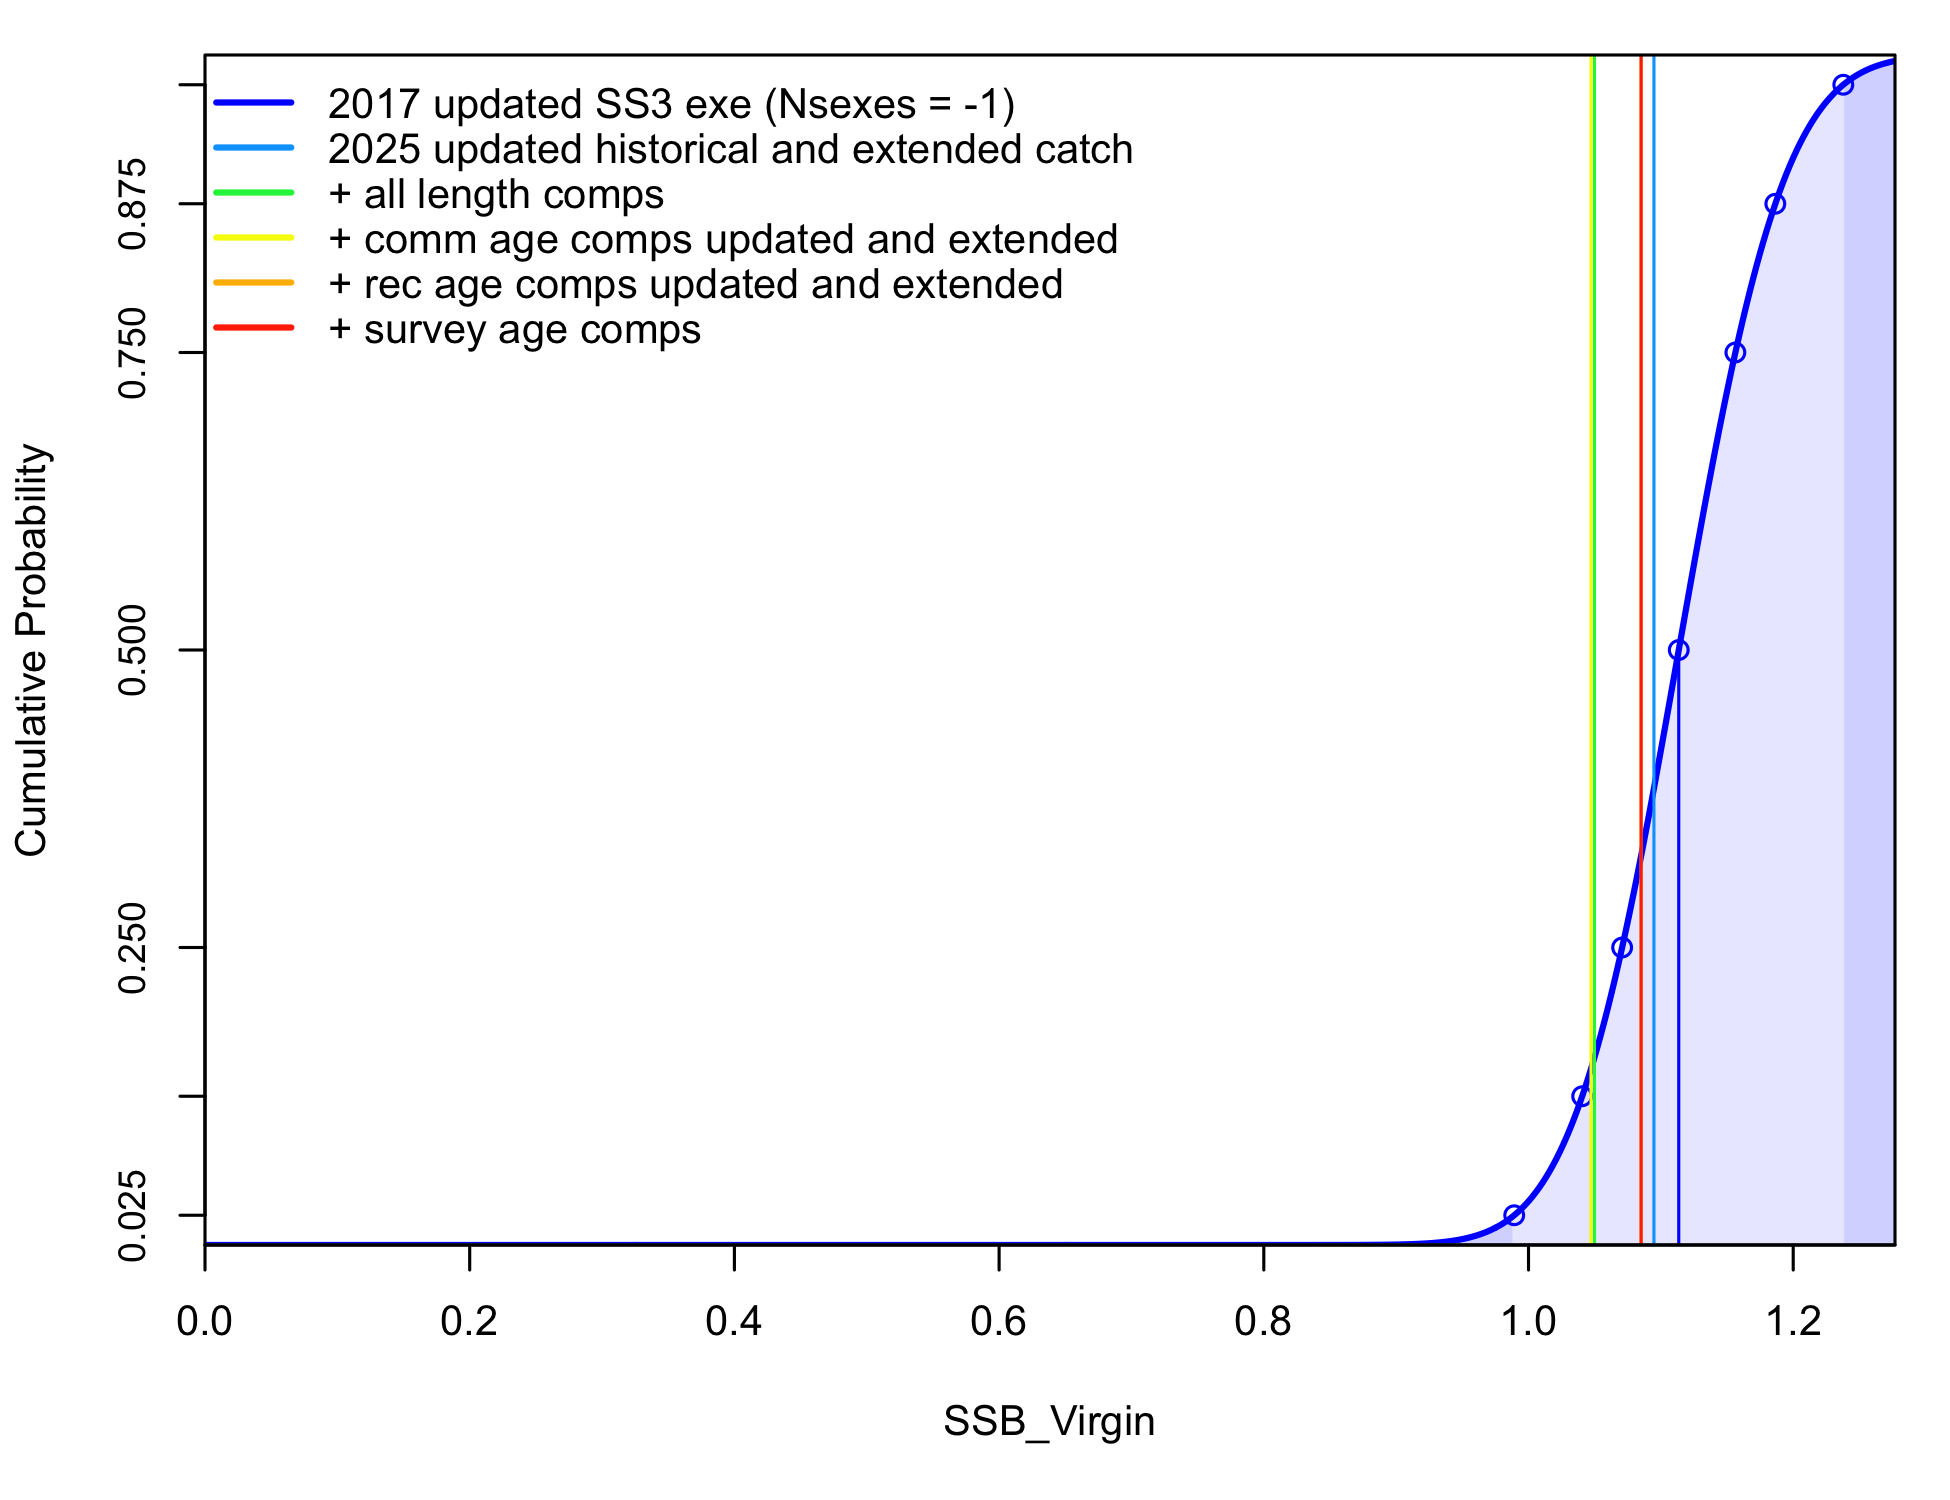 2017 updated SS3 exe (Nsexes = -1)
2025 updated historical and extended catch
+ all length comps
+ comm age comps updated and extended
+ rec age comps updated and extended
+ survey age comps
Cumulative Probability
0.875
0.750
0.500
0.250
0.025
0.0 0.2 0.4 0.6 0.8 1.0 1.2
SSB_Virgin